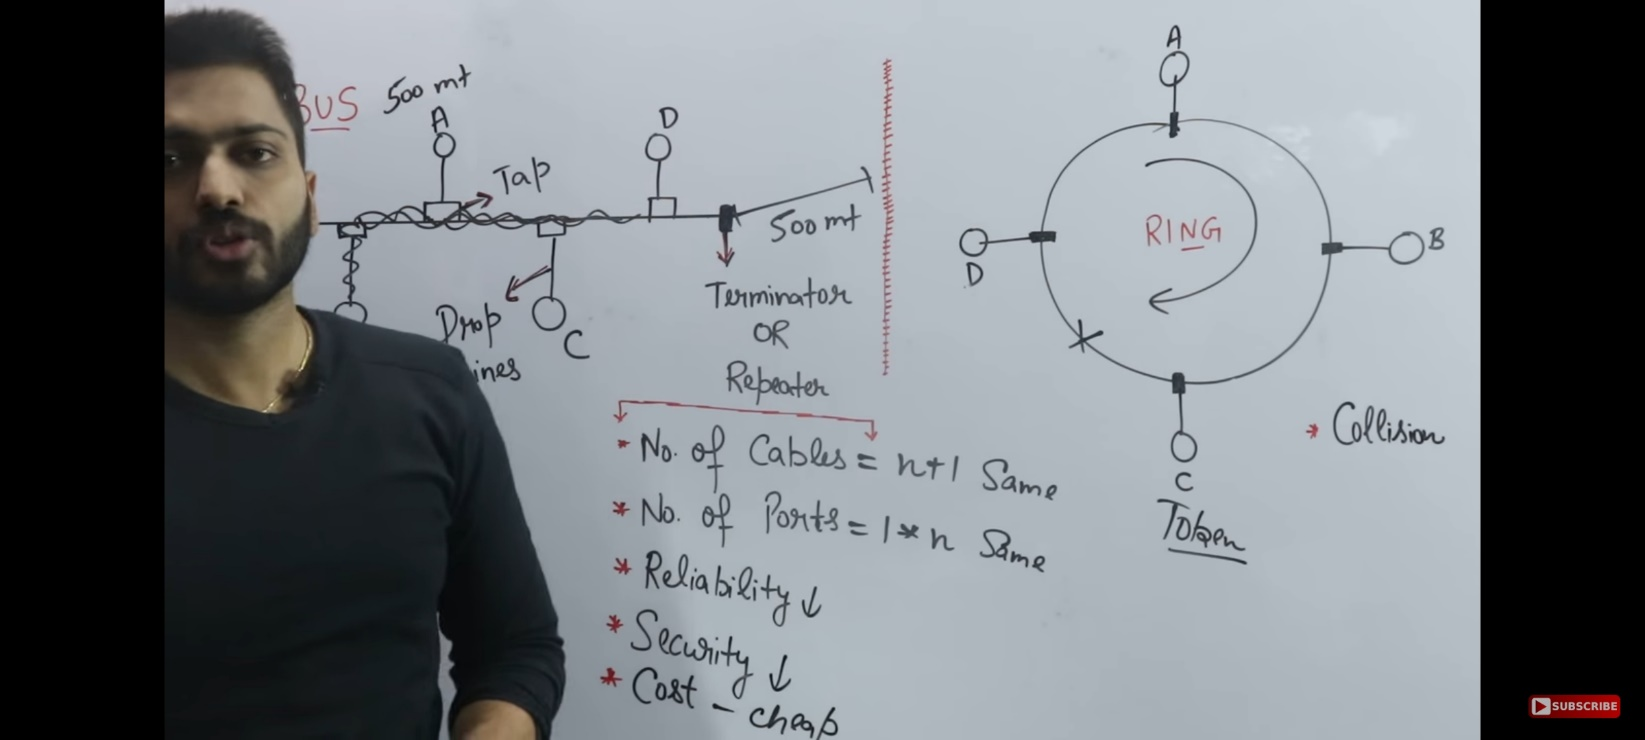 BUS 500 mt
A
D
Tap
500 mt
Drop
Lines
C
Terminator
OR
Repeater
* No. of Cables = n+1 Same
* No. of Ports = 1*n Same
* Reliability ↓
* Security ↓
* Cost - cheap
A
RING
B
D
C
Token
* Collision
SUBSCRIBE